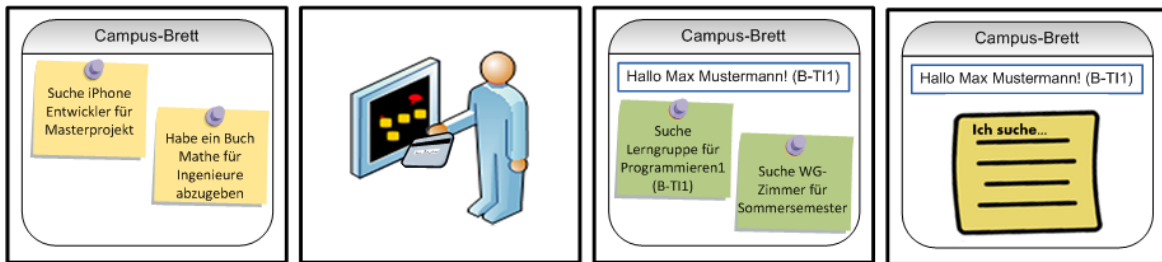 Campus-Brett
Suche iPhone
Entwickler für
Masterprojekt
Habe ein Buch
Mathe für
Ingenieure
abzugeben
Campus-Brett
Hallo Max Mustermann! (B-TI1)
Suche
Lerngruppe für
Programmieren1
(B-TI1)
Suche WG-
Zimmer für
Sommersemester
Campus-Brett
Hallo Max Mustermann! (B-TI1)
Ich suche...